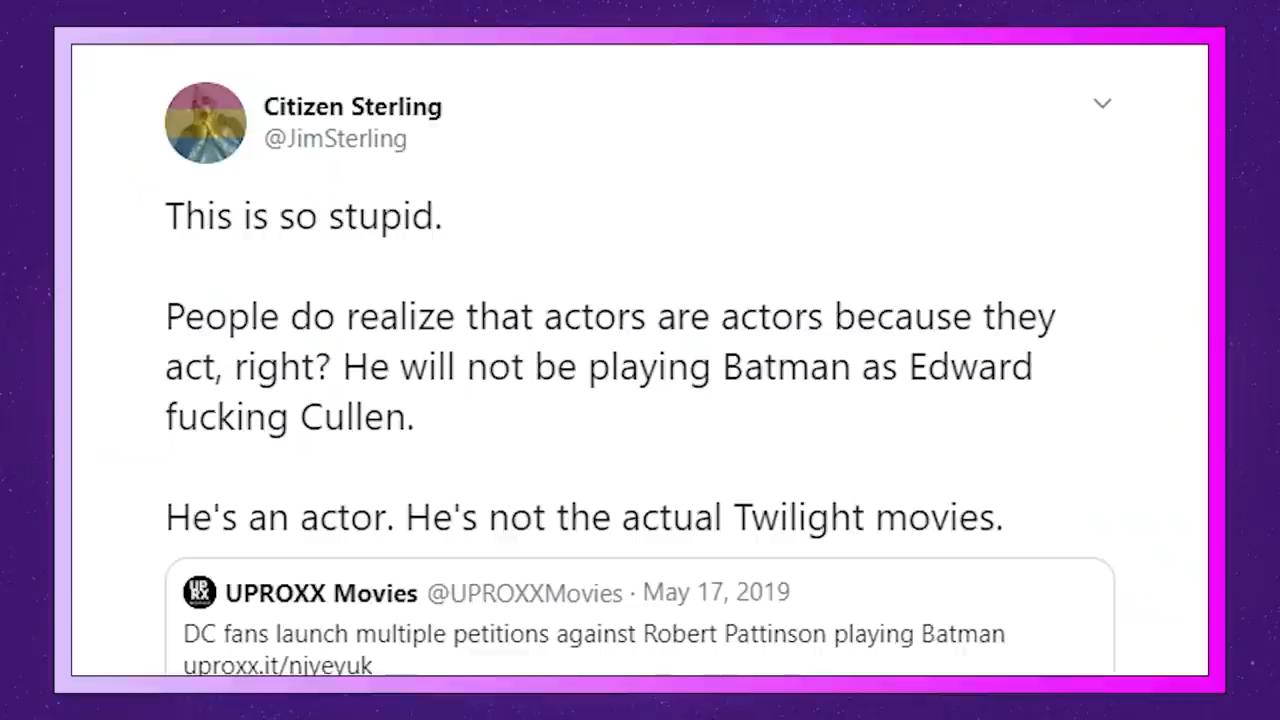 Citizen Sterling
@JimSterling
This is so stupid.
People do realize that actors are actors because they
act, right? He will not be playing Batman as Edward
fucking Cullen.
He's an actor. He's not the actual Twilight movies.
UPROXX Movies @UPROXXMovies · May 17, 2019
DC fans launch multiple petitions against Robert Pattinson playing Batman
uproxx.it/njyeyuk